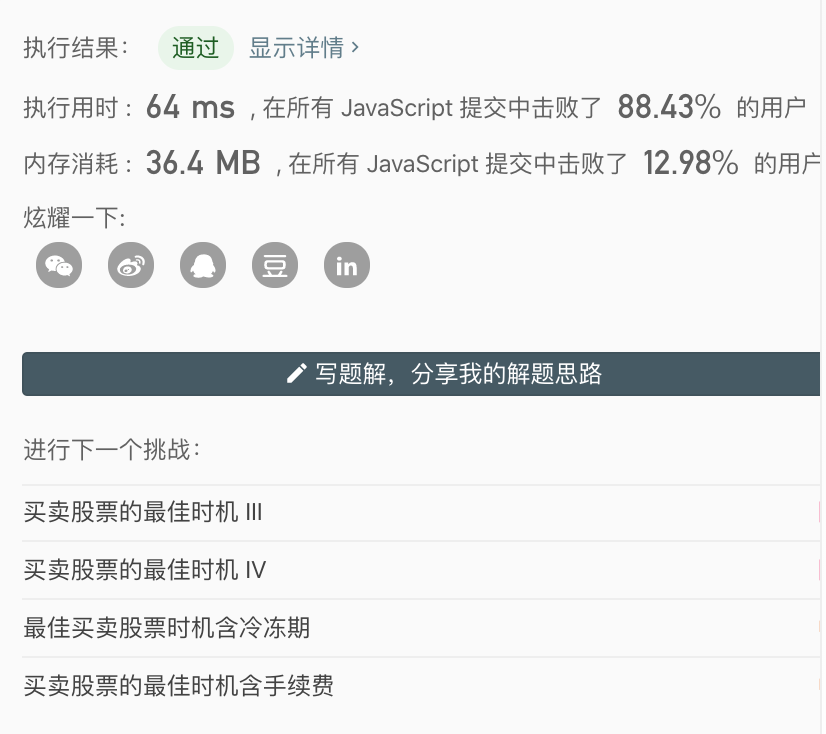 执行结果： 通过 显示详情 ›
执行用时 : 64 ms , 在所有 JavaScript 提交中击败了 88.43% 的用户
内存消耗 : 36.4 MB , 在所有 JavaScript 提交中击败了 12.98% 的用户
炫耀一下:
豆 in
写题解，分享我的解题思路
进行下一个挑战：
买卖股票的最佳时机 III
买卖股票的最佳时机 IV
最佳买卖股票时机含冷冻期
买卖股票的最佳时机含手续费